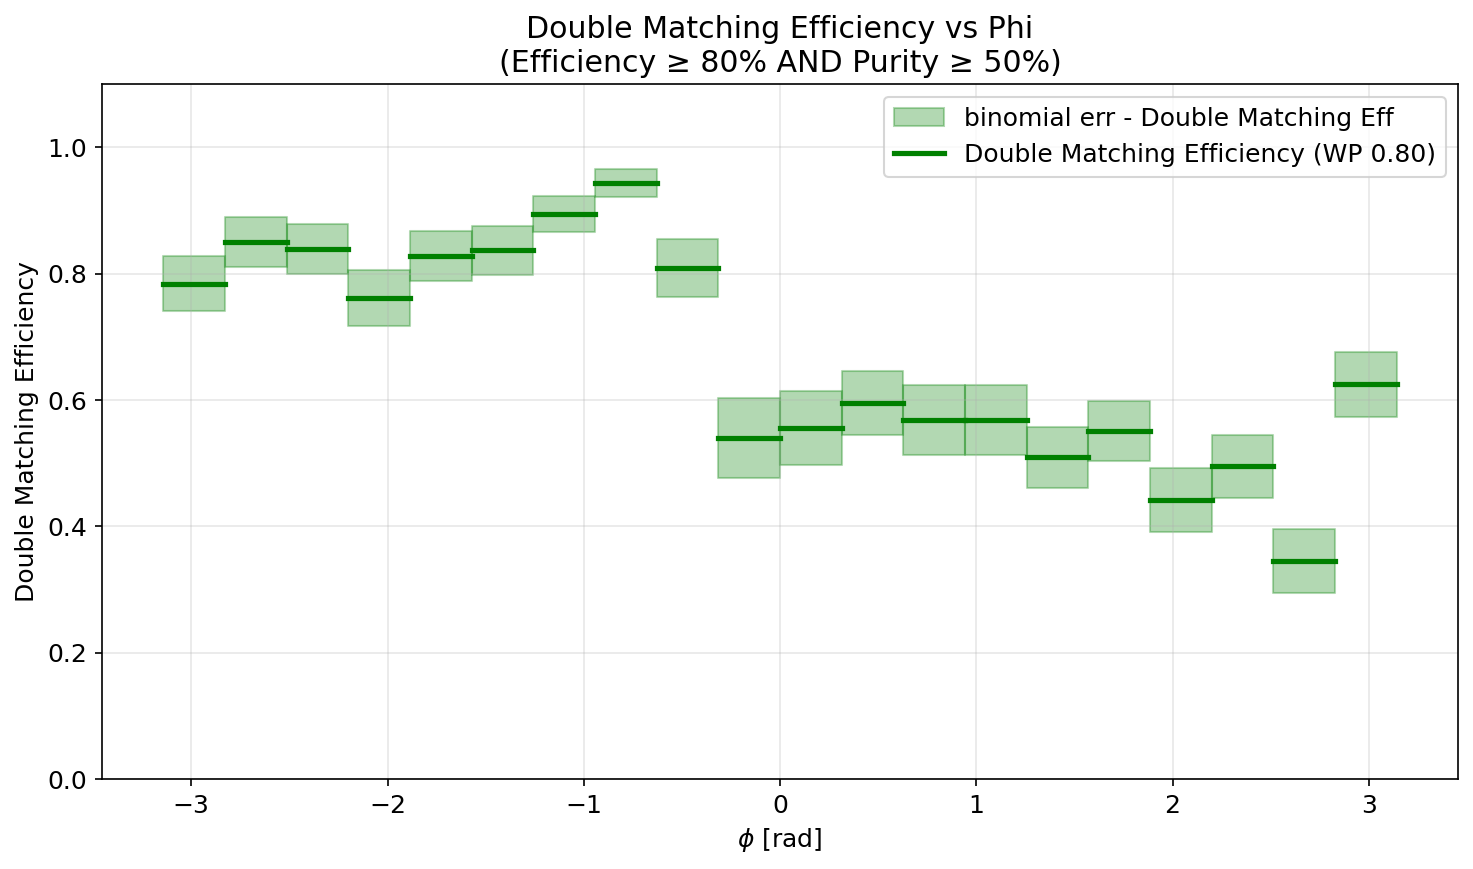 Double Matching Efficiency vs Phi
(Efficiency ≥ 80% AND Purity ≥ 50%)
binomial err - Double Matching Eff
Double Matching Efficiency (WP 0.80)
Double Matching Efficiency
1.0
0.8
0.6
0.4
0.2
0.0
−3
−2
−1
0
1
2
3
ϕ [rad]